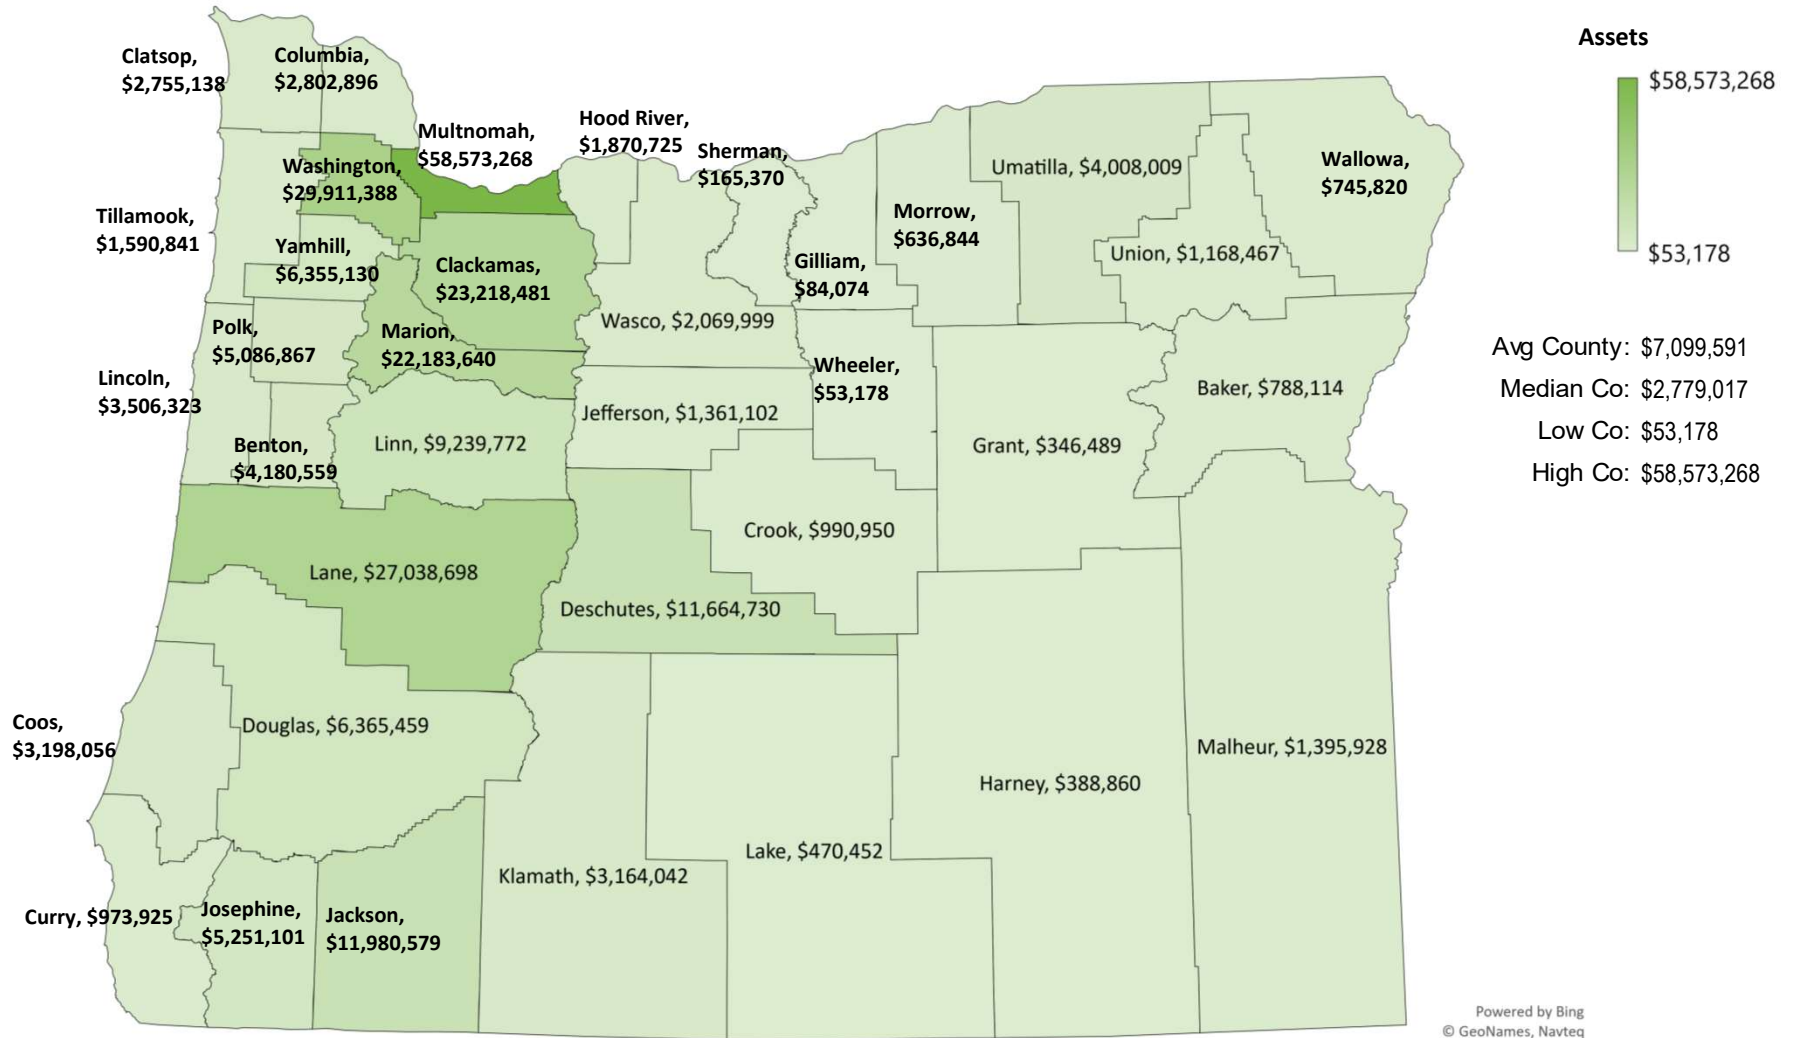 Clatsop,
$2,755,138
Columbia,
$2,802,896
Multnomah,
$58,573,268
Hood River,
$1,870,725
Sherman,
$165,370
Umatilla, $4,008,009
Wallowa,
$745,820
Washington,
$29,911,388
Tillamook,
$1,590,841
Yamhill,
$6,355,130
Clackamas,
$23,218,481
Gilliam,
$84,074
Morrow,
$636,844
Union, $1,168,467
Polk,
$5,086,867
Marion,
$22,183,640
Wasco, $2,069,999
Wheeler,
$53,178
Baker, $788,114
Lincoln,
$3,506,323
Benton,
$4,180,559
Linn, $9,239,772
Jefferson, $1,361,102
Grant, $346,489
Crook, $990,950
Lane, $27,038,698
Deschutes, $11,664,730
Coos,
$3,198,056
Douglas, $6,365,459
Malheur, $1,395,928
Harney, $388,860
Lake, $470,452
Klamath, $3,164,042
Curry, $973,925
Josephine,
$5,251,101
Jackson,
$11,980,579
Assets
$58,573,268
$53,178
Avg County: $7,099,591
Median Co: $2,779,017
Low Co: $53,178
High Co: $58,573,268
Powered by Bing
© GeoNames, Navteq